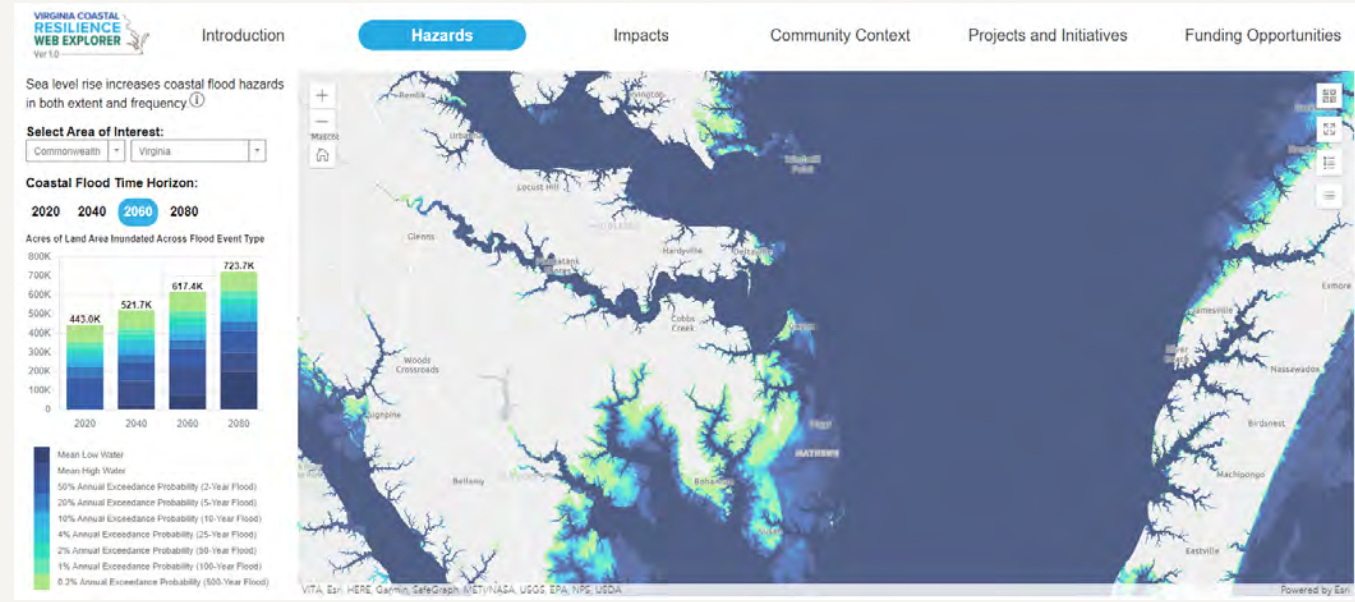 VIRGINIA COASTAL
RESILIENCE
WEB EXPLORER
Ver 1.0
Introduction
Hazards
Impacts
Community Context
Projects and Initiatives
Funding Opportunities
Sea level rise increases coastal flood hazards
in both extent and frequency.
Select Area of Interest:
Commonwealth
Virginia
Coastal Flood Time Horizon:
2020 2040 2060 2080
Acres of Land Area Inundated Across Flood Event Type
800K
700K
600K
500K
400K
300K
200K
100K
0
443.0K
521.7K
617.4K
723.7K
2020 2040 2060 2080
Mean Low Water
Mean High Water
50% Annual Exceedance Probability (2-Year Flood)
20% Annual Exceedance Probability (5-Year Flood)
10% Annual Exceedance Probability (10-Year Flood)
4% Annual Exceedance Probability (25-Year Flood)
2% Annual Exceedance Probability (50-Year Flood)
1% Annual Exceedance Probability (100-Year Flood)
0.2% Annual Exceedance Probability (500-Year Flood)
Remlik
Locust Hill
Glenns
Hardyville
Deltaville
Cobbs
Creek
Woods
Crossroads
Bellamy
MATHEWS
Exmore
Jamesville
Nassawadox
Birdsnest
Machipongo
Eastville
VITA, Esri, HERE, Garmin, SafeGraph, METI/NASA, USGS, EPA, NPS, USDA
Powered by Esri